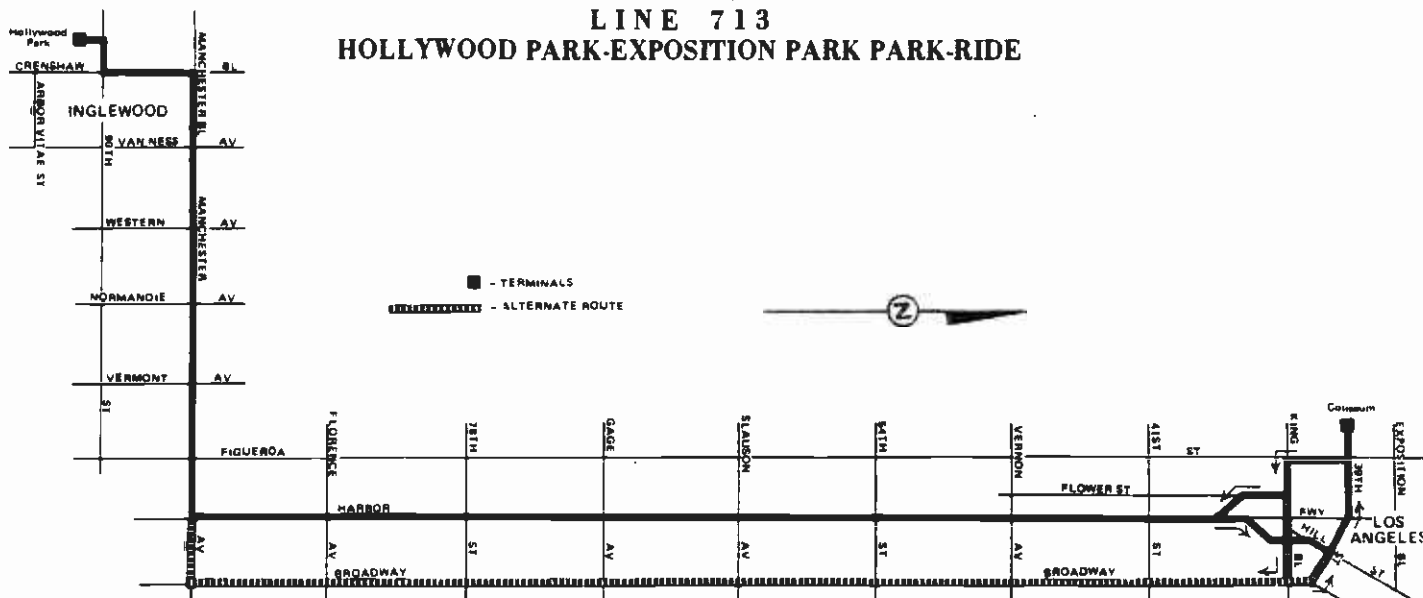 LINE 713
HOLLYWOOD PARK-EXPOSITION PARK PARK-RIDE
Hollywood
Park
CRENSHAW BL
MANCHESTER BL
ARBOR VITAE ST
INGLEWOOD
90TH
VAN NESS AV
WESTERN AV
MANCHESTER
NORMANDIE AV
- TERMINALS
- ALTERNATE ROUTE
Z
VERMONT AV
ST
FIGUEROA
FLORENCE
78TH
GAGE
SLAUSON
54TH
VERNON
41ST
ST
KING
Coliseum
EXPOSITION
39TH
FLOWER ST
HARBOR
FWY
LOS
ANGELES
HILL
ST
AV
AV
ST
AV
AV
ST
AV
ST
BL
ST
BL
BROADWAY
BROADWAY